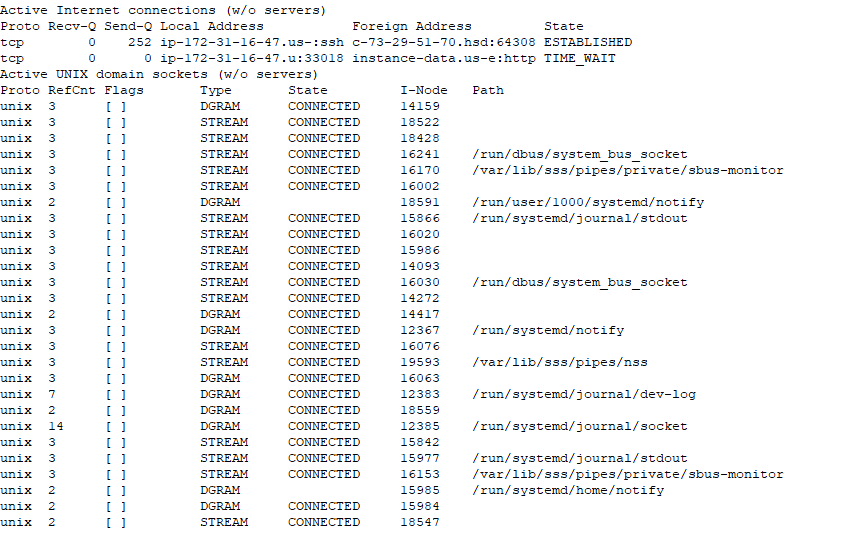 Active Internet connections (w/o servers)
Proto Recv-Q Send-Q Local Address           Foreign Address         State
tcp        0    252 ip-172-31-16-47.us-:ssh c-73-29-51-70.hsd:64308 ESTABLISHED
tcp        0      0 ip-172-31-16-47.u:33018 instance-data.us-e:http TIME_WAIT
Active UNIX domain sockets (w/o servers)
Proto RefCnt Flags       Type       State         I-Node   Path
unix  3      [ ]         DGRAM      CONNECTED     14159
unix  3      [ ]         STREAM     CONNECTED     18522
unix  3      [ ]         STREAM     CONNECTED     18428
unix  3      [ ]         STREAM     CONNECTED     16241    /run/dbus/system_bus_socket
unix  3      [ ]         STREAM     CONNECTED     16170    /var/lib/sss/pipes/private/sbus-monitor
unix  3      [ ]         STREAM     CONNECTED     16002
unix  2      [ ]         DGRAM                    18591    /run/user/1000/systemd/notify
unix  3      [ ]         STREAM     CONNECTED     15866    /run/systemd/journal/stdout
unix  3      [ ]         STREAM     CONNECTED     16020
unix  3      [ ]         STREAM     CONNECTED     15986
unix  3      [ ]         STREAM     CONNECTED     14093
unix  3      [ ]         STREAM     CONNECTED     16030    /run/dbus/system_bus_socket
unix  3      [ ]         STREAM     CONNECTED     14272
unix  2      [ ]         DGRAM      CONNECTED     14417
unix  3      [ ]         DGRAM      CONNECTED     12367    /run/systemd/notify
unix  3      [ ]         STREAM     CONNECTED     16076
unix  3      [ ]         STREAM     CONNECTED     19593    /var/lib/sss/pipes/nss
unix  3      [ ]         DGRAM      CONNECTED     16063
unix  7      [ ]         DGRAM      CONNECTED     12383    /run/systemd/journal/dev-log
unix  2      [ ]         DGRAM      CONNECTED     18559
unix  14     [ ]         DGRAM      CONNECTED     12385    /run/systemd/journal/socket
unix  3      [ ]         STREAM     CONNECTED     15842
unix  3      [ ]         STREAM     CONNECTED     15977    /run/systemd/journal/stdout
unix  3      [ ]         STREAM     CONNECTED     16153    /var/lib/sss/pipes/private/sbus-monitor
unix  2      [ ]         DGRAM                    15985    /run/systemd/home/notify
unix  2      [ ]         DGRAM      CONNECTED     15984
unix  2      [ ]         STREAM     CONNECTED     18547